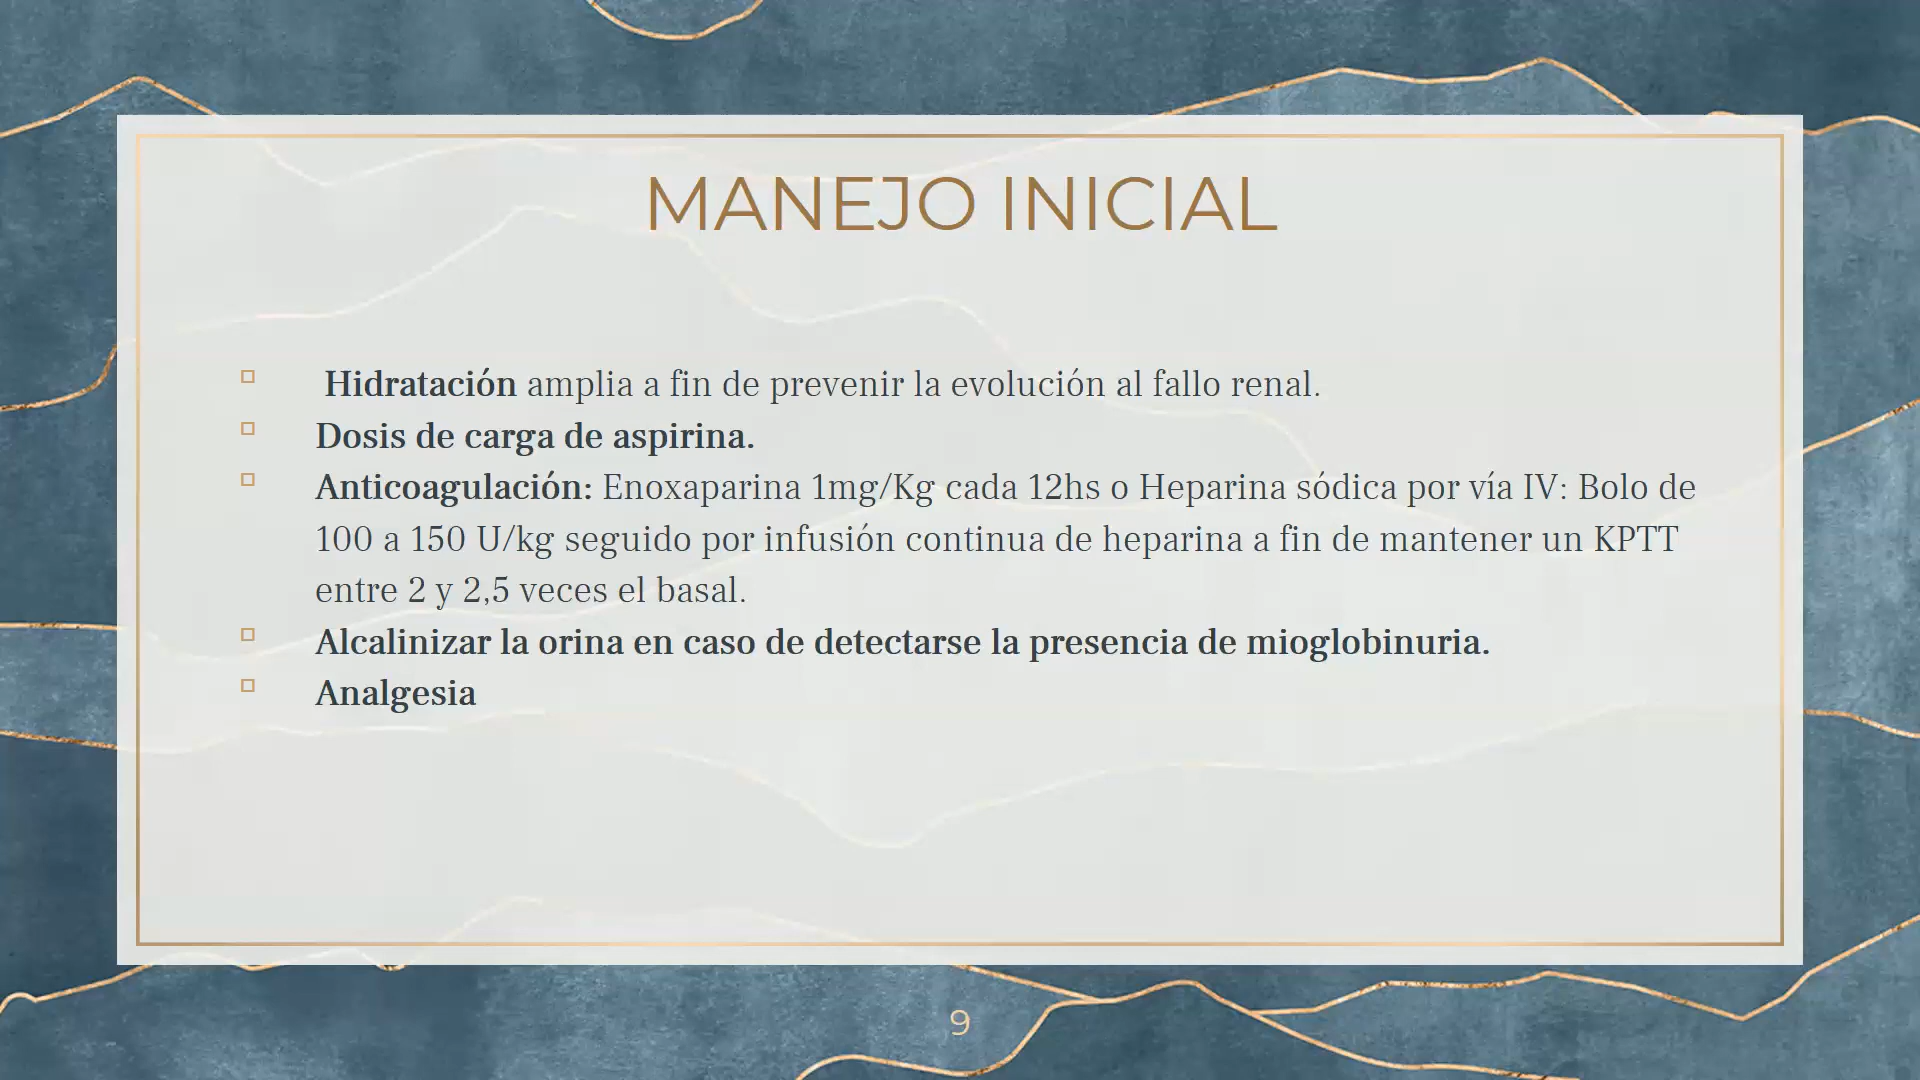 MANEJO INICIAL
Hidratación amplia a fin de prevenir la evolución al fallo renal.
Dosis de carga de aspirina.
Anticoagulación: Enoxaparina 1mg/Kg cada 12hs o Heparina sódica por vía IV: Bolo de
100 a 150 U/kg seguido por infusión continua de heparina a fin de mantener un KPTT
entre 2 y 2,5 veces el basal.
Alcalinizar la orina en caso de detectarse la presencia de mioglobinuria.
Analgesia
9